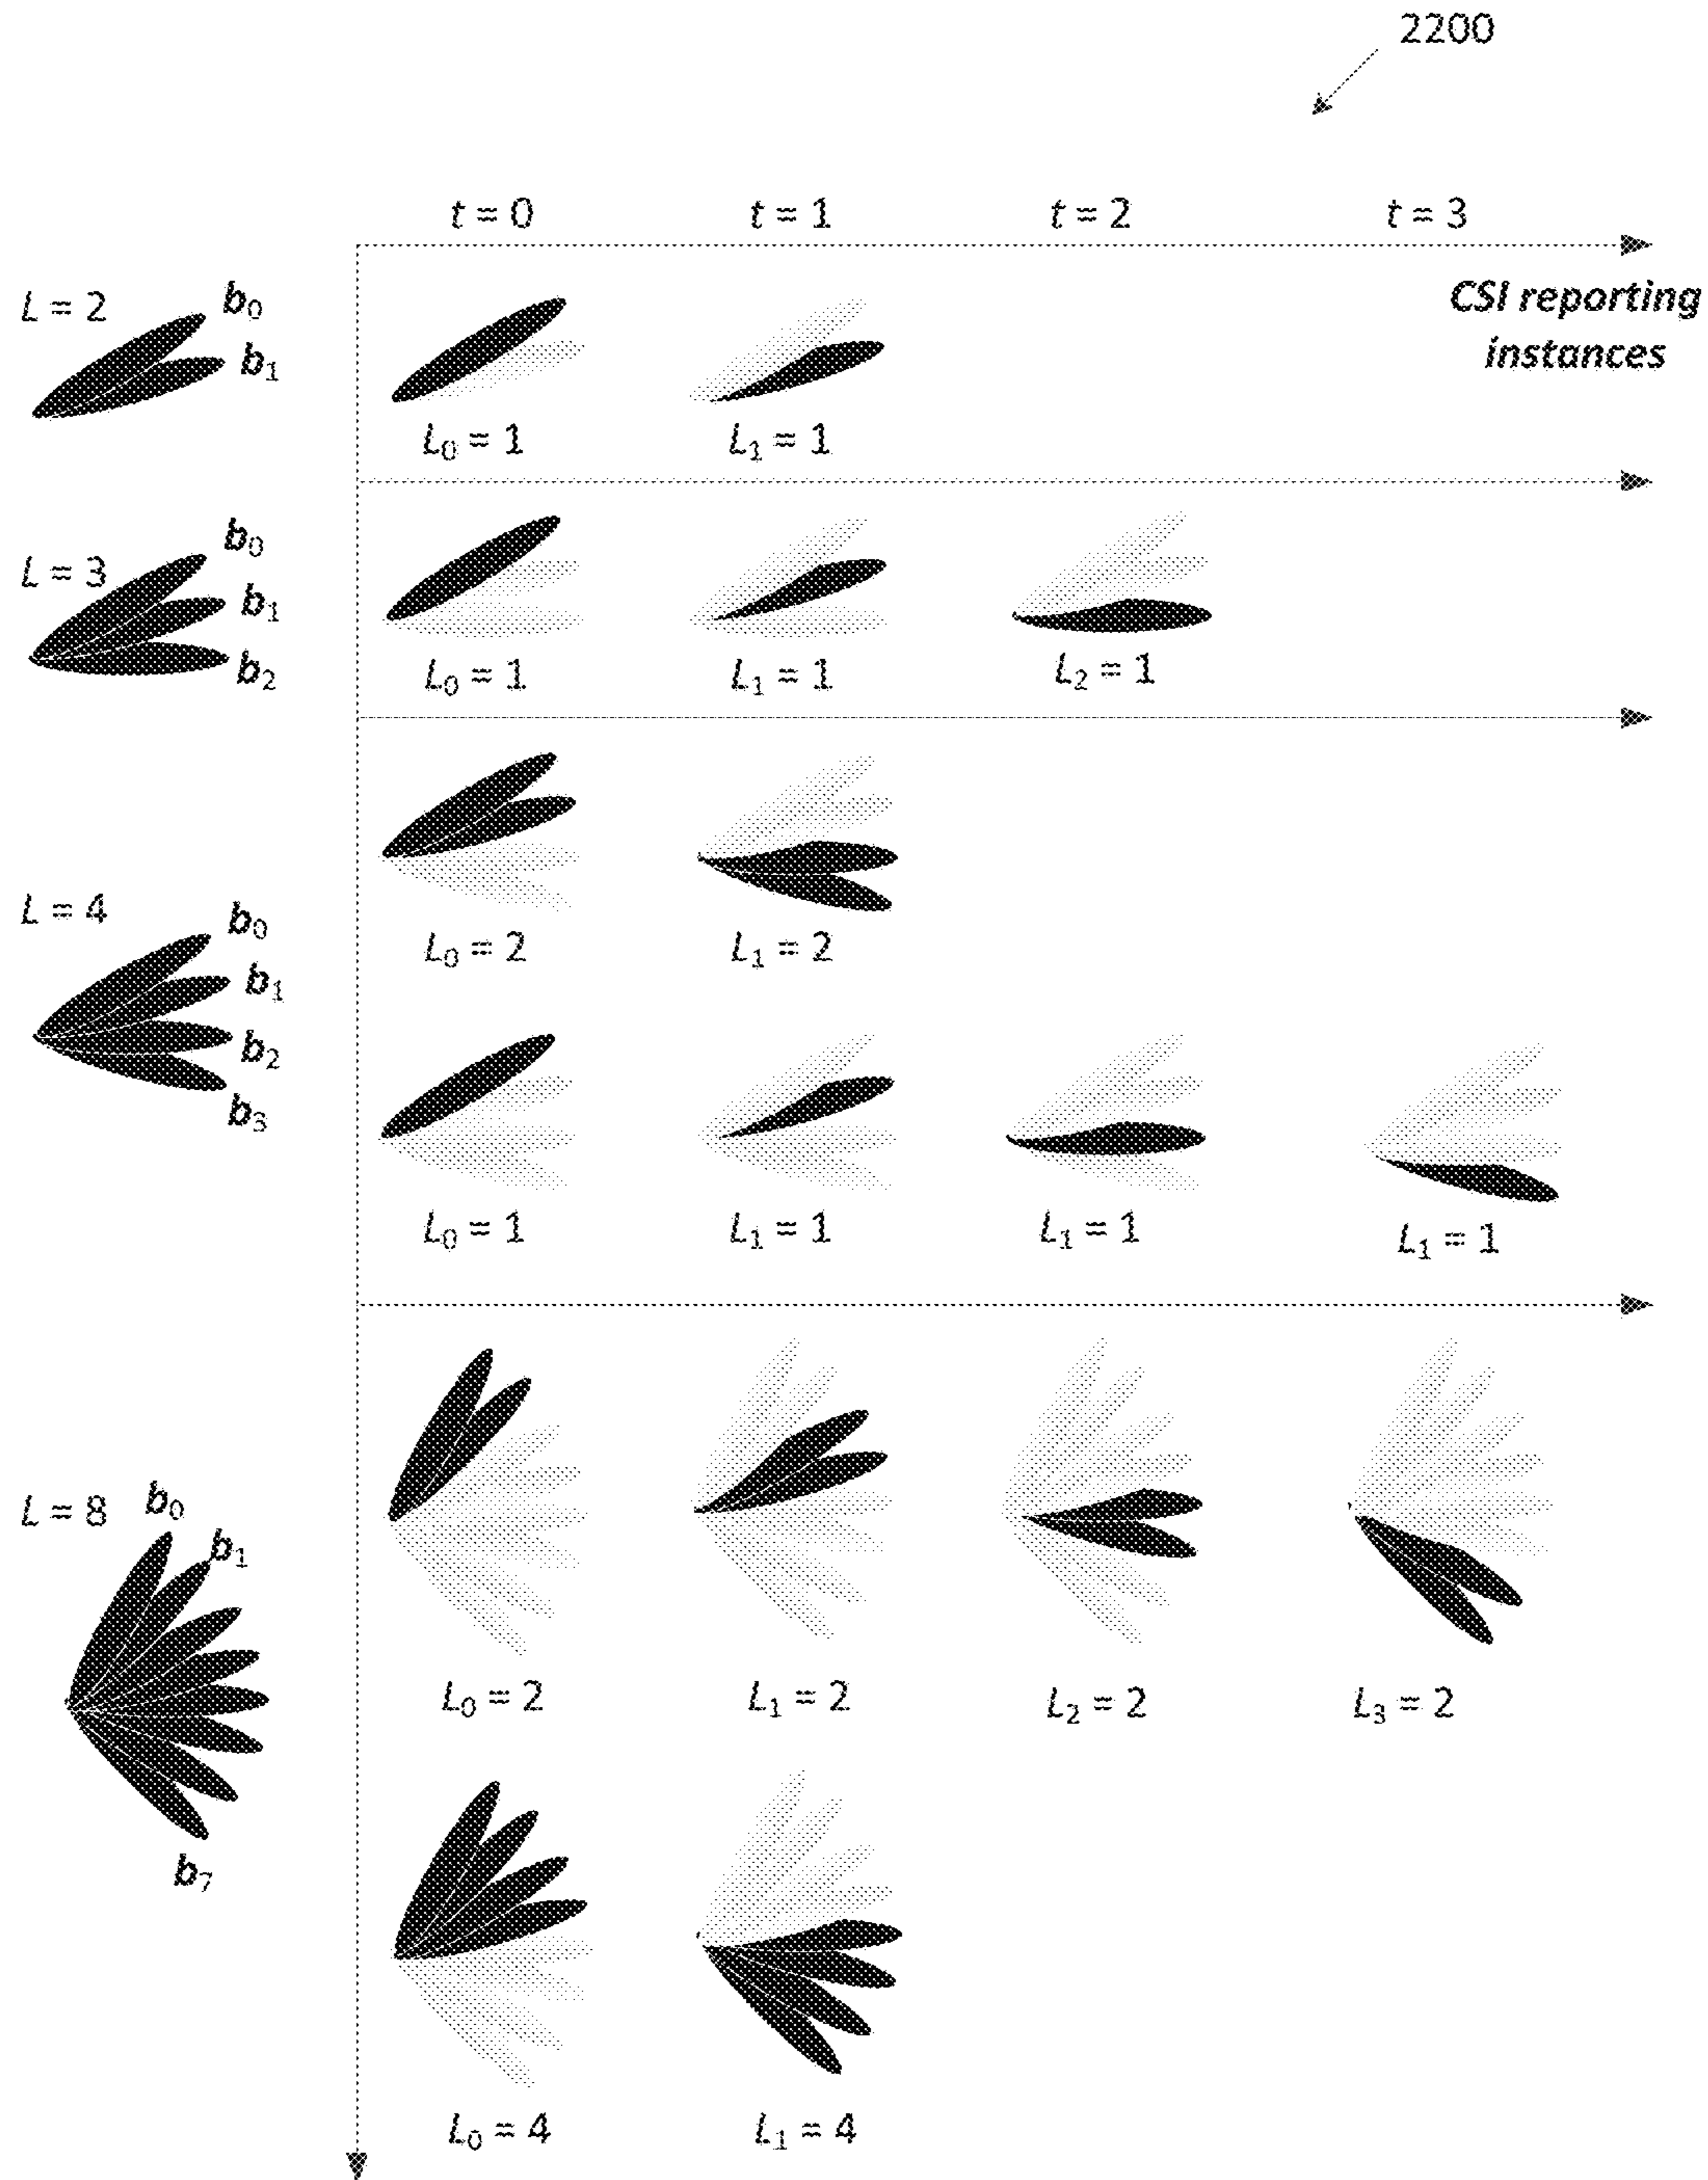 2200
t = 0 t = 1 t = 2 t = 3
CSI reporting
instances
L = 2
b₀
b₁
L₀ = 1 L₁ = 1
L = 3
b₀
b₁
b₂
L₀ = 1 L₁ = 1 L₂ = 1
L₀ = 2 L₁ = 2
L = 4
b₀
b₁
b₂
b₃
L₀ = 1 L₁ = 1 L₁ = 1 L₁ = 1
L = 8
b₀
b₁
b₇
L₀ = 2 L₁ = 2 L₂ = 2 L₃ = 2
L₀ = 4 L₁ = 4